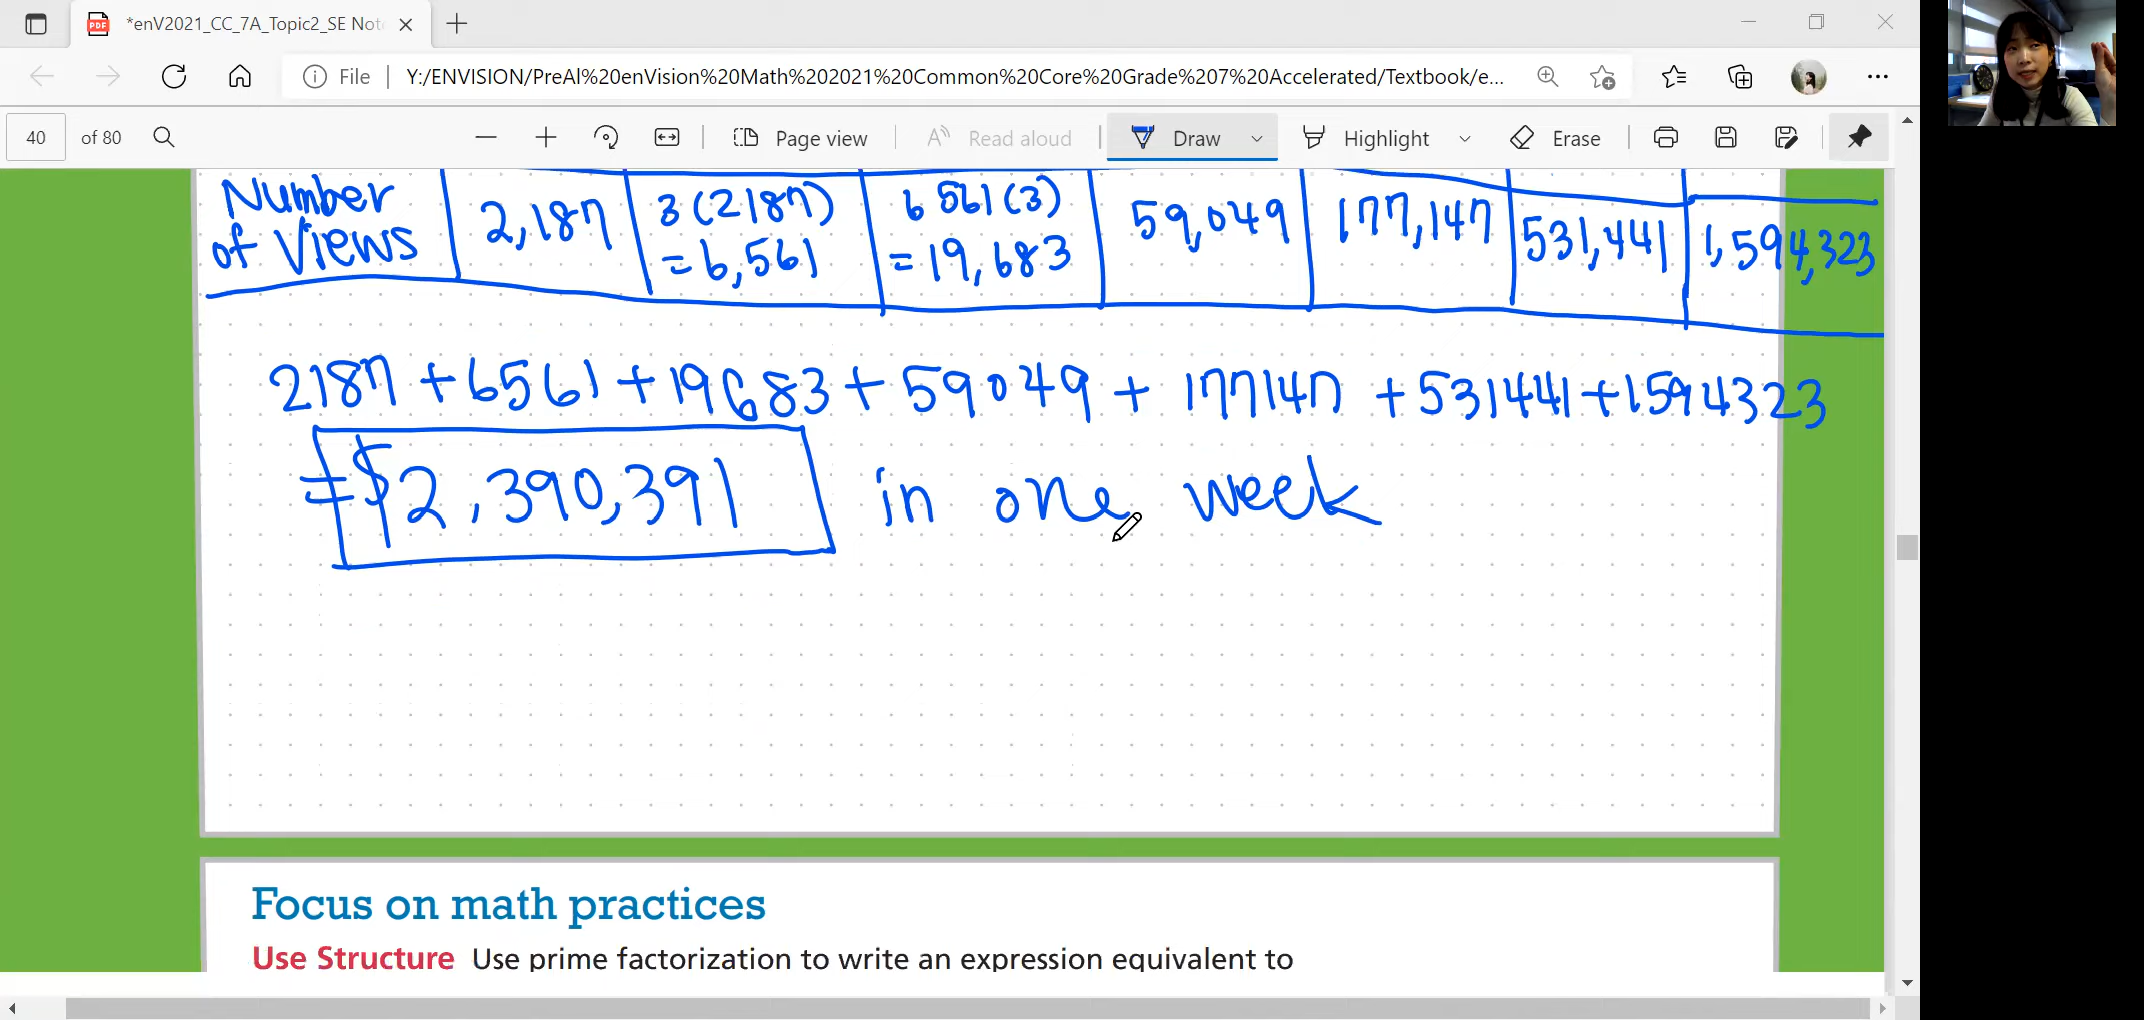 *enV2021_CC_7A_Topic2_SE Not
File Y:/ENVISION/PreAl%20enVision%20Math%202021%20Common%20Core%20Grade%207%20Accelerated/Textbook/e...
40 of 80 Page view Read aloud Draw Highlight Erase
Number of Views 2,187 3(2187) =6,561 6561(3) =19,683 59,049 177,147 531,441 1,594,323
2187 +6561+19683+59049 + 177147 +531441+1594323
=$2,390,391 in one week
Focus on math practices
Use Structure Use prime factorization to write an expression equivalent to